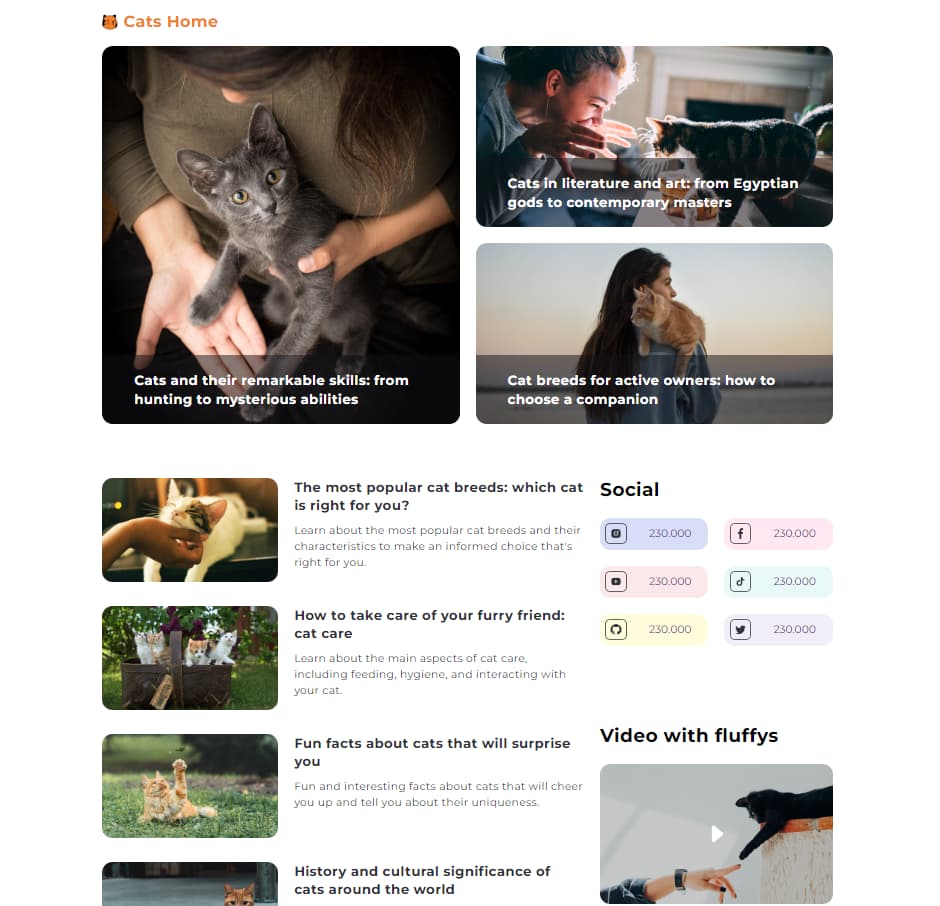 Cats Home
Cats and their remarkable skills: from
hunting to mysterious abilities
Cats in literature and art: from Egyptian
gods to contemporary masters
Cat breeds for active owners: how to
choose a companion
The most popular cat breeds: which cat
is right for you?
Learn about the most popular cat breeds and their
characteristics to make an informed choice that's
right for you.
How to take care of your furry friend:
cat care
Learn about the main aspects of cat care,
including feeding, hygiene, and interacting with
your cat.
Fun facts about cats that will surprise
you
Fun and interesting facts about cats that will cheer
you up and tell you about their uniqueness.
History and cultural significance of
cats around the world
Social
230.000
230.000
230.000
230.000
230.000
230.000
Video with fluffys